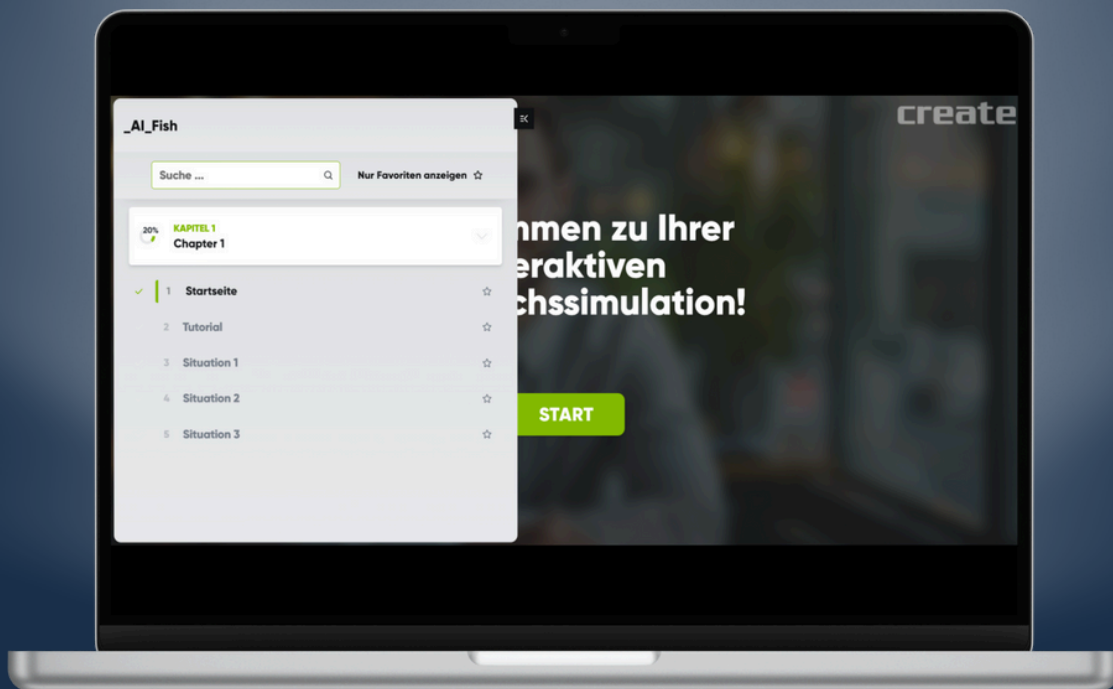 _AI_Fish
create
Suche ...
Nur Favoriten anzeigen
20%
KAPITEL 1
Chapter 1
1 Startseite
2 Tutorial
3 Situation 1
4 Situation 2
5 Situation 3
mmen zu Ihrer
eraktiven
chssimulation!
START